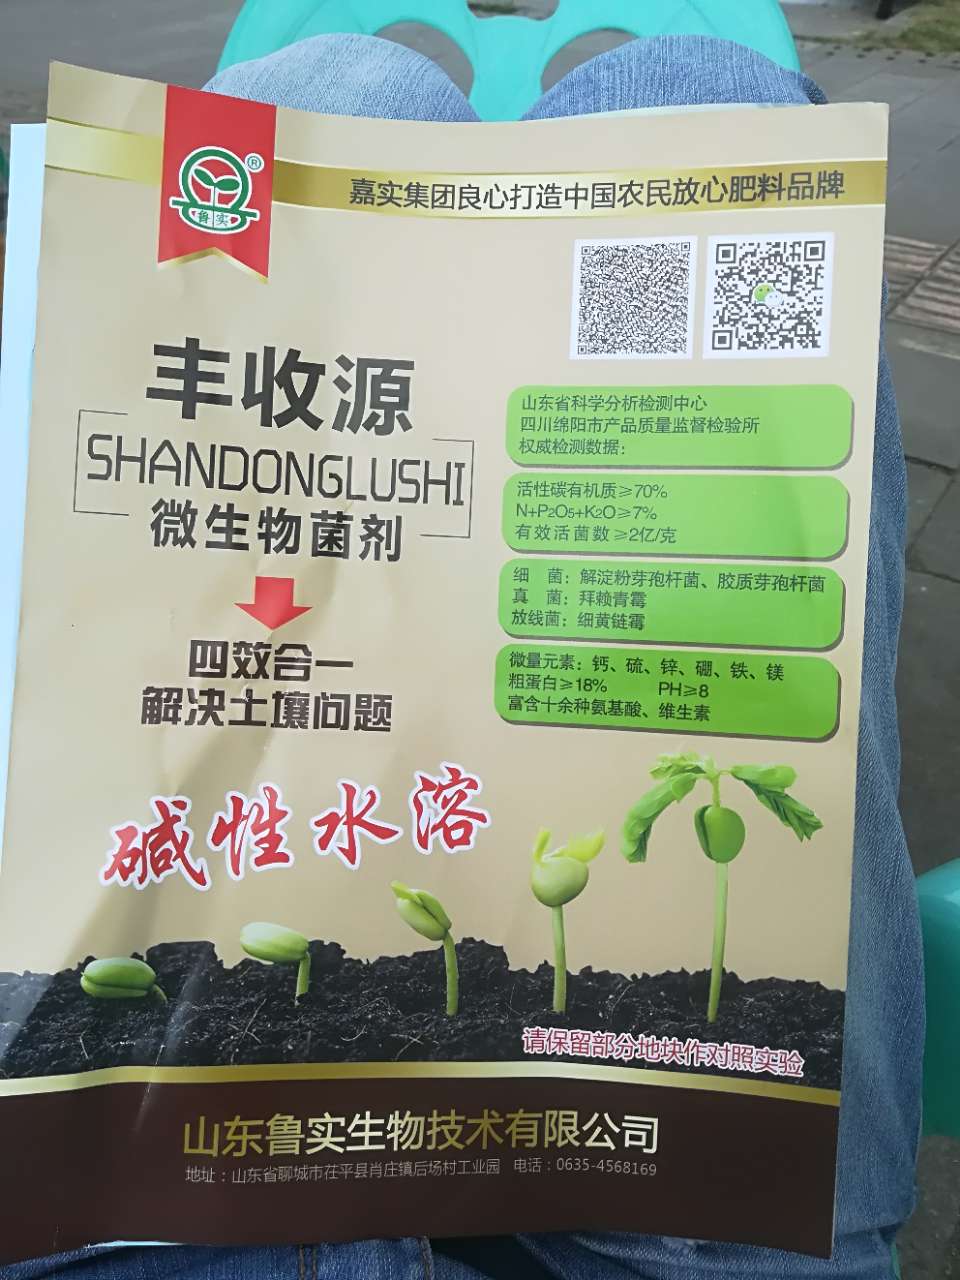 鲁实
®
嘉实集团良心打造中国农民放心肥料品牌
丰收源
SHANDONGLUSHI
微生物菌剂
四效合一
解决土壤问题
碱性水溶
山东省科学分析检测中心
四川绵阳市产品质量监督检验所
权威检测数据：
活性碳有机质≥70%
N+P2O5+K2O≥7%
有效活菌数≥2亿/克
细 菌：解淀粉芽孢杆菌、胶质芽孢杆菌
真 菌：拜赖青霉
放线菌：细黄链霉
微量元素：钙、硫、锌、硼、铁、镁
粗蛋白≥18% PH≥8
富含十余种氨基酸、维生素
请保留部分地块作对照实验
山东鲁实生物技术有限公司
地址：山东省聊城市茌平县肖庄镇后场村工业园 电话：0635-4568169